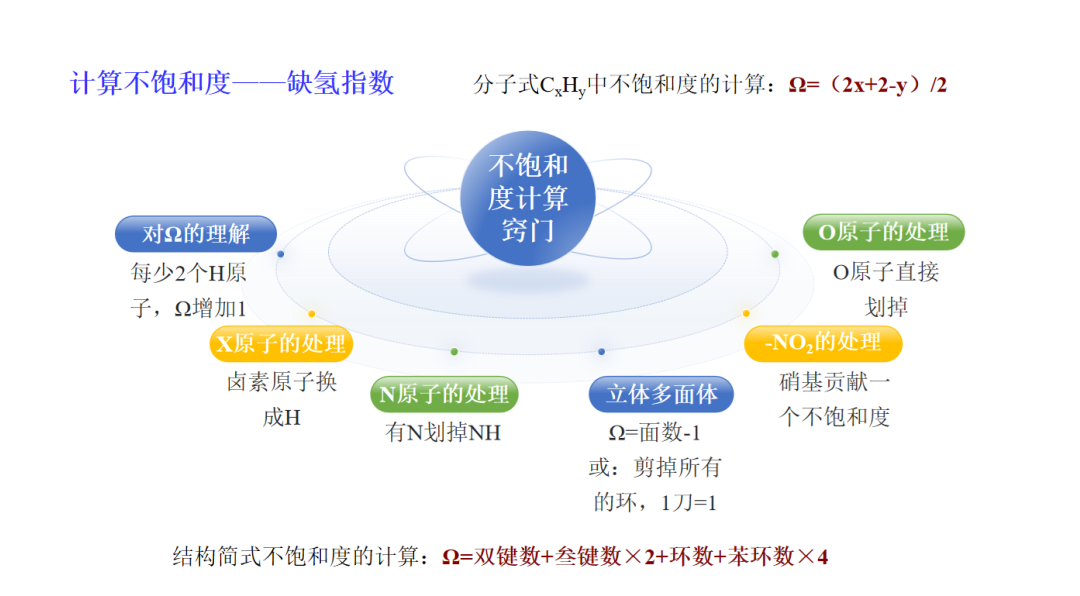 计算不饱和度——缺氢指数
分子式CxHy中不饱和度的计算：Ω=（2x+2-y）/2
不饱和
度计算
窍门
对Ω的理解
每少2个H原
子，Ω增加1
X原子的处理
卤素原子换
成H
N原子的处理
有N划掉NH
立体多面体
Ω=面数-1
或：剪掉所有
的环，1刀=1
-NO2的处理
硝基贡献一
个不饱和度
O原子的处理
O原子直接
划掉
结构简式不饱和度的计算：Ω=双键数+叁键数×2+环数+苯环数×4